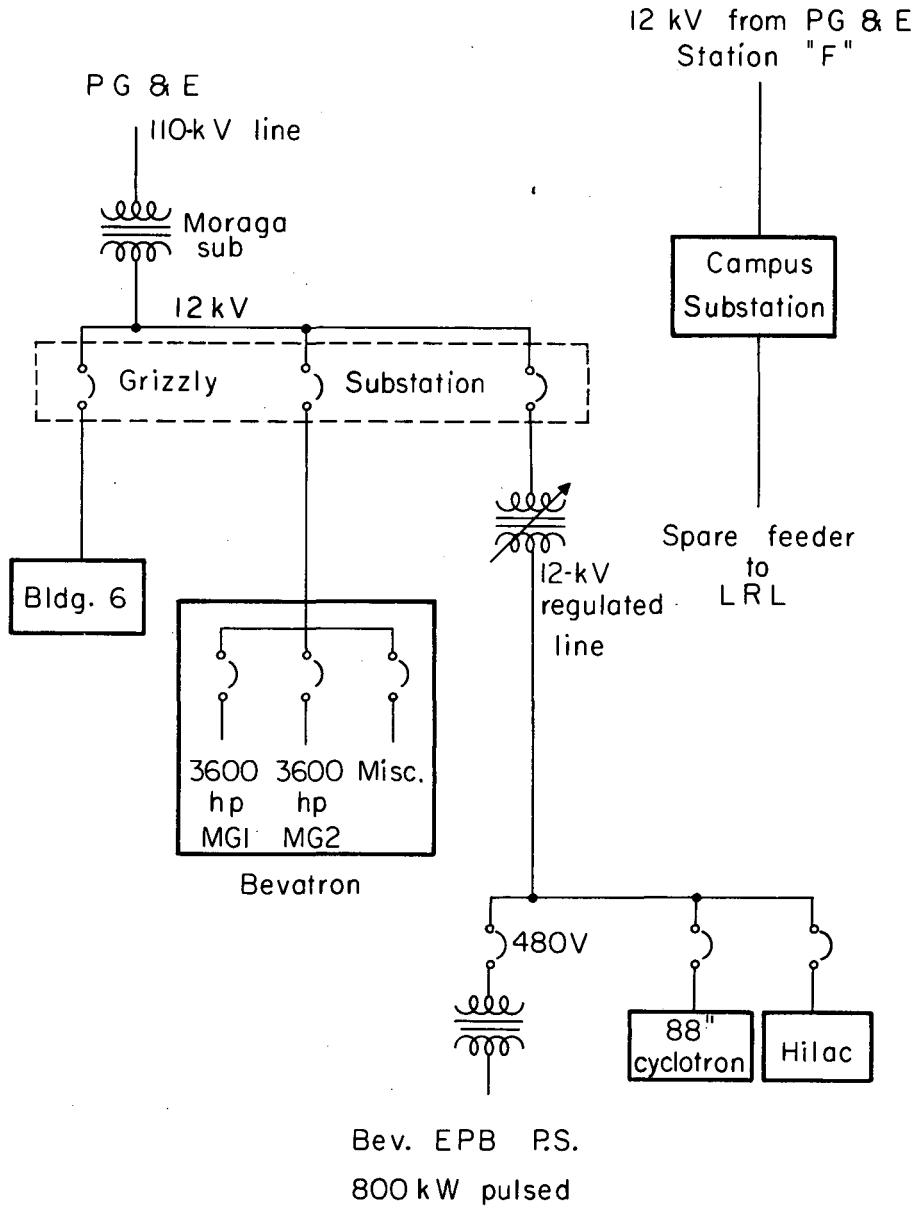 12 kV from PG & E
Station "F"
PG & E
110-kV line
Moraga
sub
12 kV
Campus
Substation
Grizzly Substation
Spare feeder
to
LRL
12-kV
regulated
line
Bldg. 6
3600 3600 Misc.
hp hp
MG1 MG2
Bevatron
480V
88"
cyclotron
Hilac
Bev. EPB P.S.
800 kW pulsed